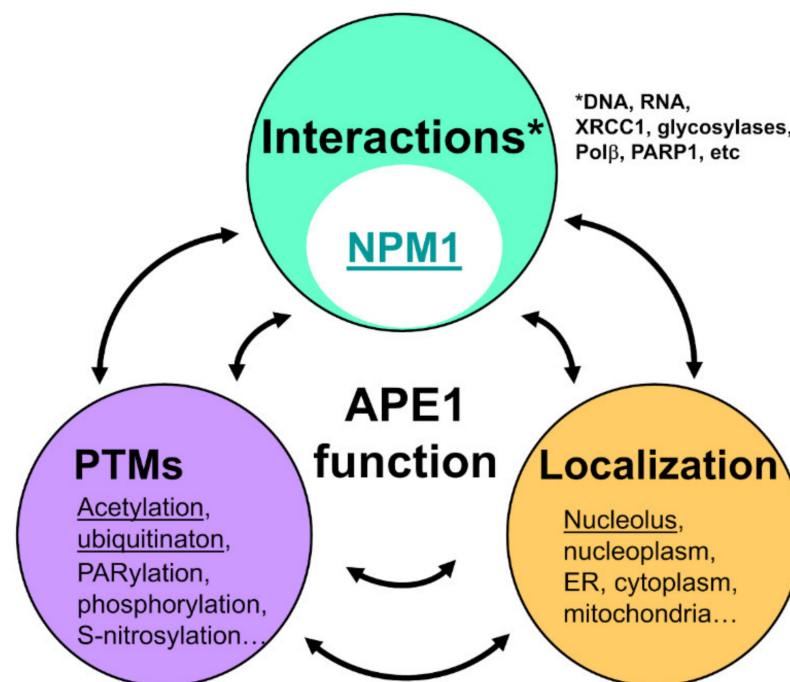 Interactions*
*DNA, RNA,
XRCC1, glycosylases,
Polβ, PARP1, etc
NPM1
APE1
function
PTMs
Acetylation,
ubiquitinaton,
PARylation,
phosphorylation,
S-nitrosylation…
Localization
Nucleolus,
nucleoplasm,
ER, cytoplasm,
mitochondria…